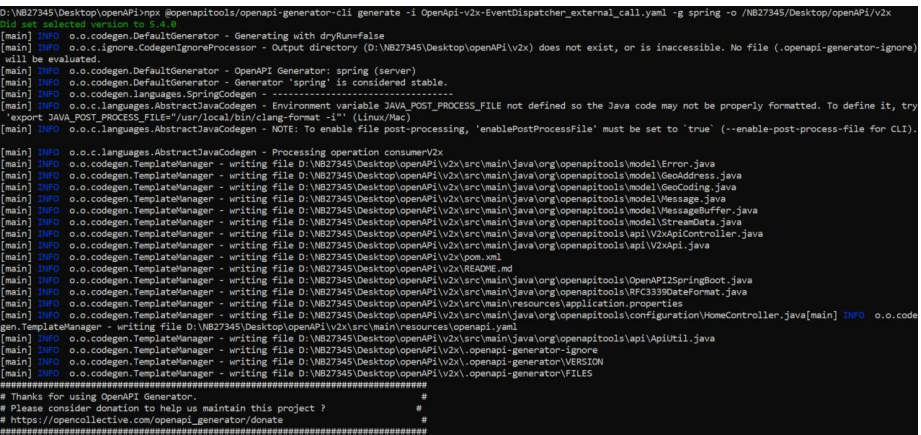 D:\NB27345\Desktop\openAPi>npx @openapitools/openapi-generator-cli generate -i OpenApi-v2x-EventDispatcher_external_call.yaml -g spring -o /NB27345/Desktop/openAPi/v2x
Did set selected version to 5.4.0
[main] INFO  o.o.codegen.DefaultGenerator - Generating with dryRun=false
[main] INFO  o.o.c.ignore.CodegenIgnoreProcessor - Output directory (D:\NB27345\Desktop\openAPi\v2x) does not exist, or is inaccessible. No file (.openapi-generator-ignore)
 will be evaluated.
[main] INFO  o.o.codegen.DefaultGenerator - OpenAPI Generator: spring (server)
[main] INFO  o.o.codegen.DefaultGenerator - Generator 'spring' is considered stable.
[main] INFO  o.o.codegen.languages.SpringCodegen - ----------------------------------
[main] INFO  o.o.c.languages.AbstractJavaCodegen - Environment variable JAVA_POST_PROCESS_FILE not defined so the Java code may not be properly formatted. To define it, try
 'export JAVA_POST_PROCESS_FILE="/usr/local/bin/clang-format -i"' (Linux/Mac)
[main] INFO  o.o.c.languages.AbstractJavaCodegen - NOTE: To enable file post-processing, 'enablePostProcessFile' must be set to `true` (--enable-post-process-file for CLI).
[main] INFO  o.o.c.languages.AbstractJavaCodegen - Processing operation consumerV2x
[main] INFO  o.o.codegen.TemplateManager - writing file D:\NB27345\Desktop\openAPi\v2x\src\main\java\org\openapitools\model\Error.java
[main] INFO  o.o.codegen.TemplateManager - writing file D:\NB27345\Desktop\openAPi\v2x\src\main\java\org\openapitools\model\GeoAddress.java
[main] INFO  o.o.codegen.TemplateManager - writing file D:\NB27345\Desktop\openAPi\v2x\src\main\java\org\openapitools\model\GeoCoding.java
[main] INFO  o.o.codegen.TemplateManager - writing file D:\NB27345\Desktop\openAPi\v2x\src\main\java\org\openapitools\model\Message.java
[main] INFO  o.o.codegen.TemplateManager - writing file D:\NB27345\Desktop\openAPi\v2x\src\main\java\org\openapitools\model\MessageBuffer.java
[main] INFO  o.o.codegen.TemplateManager - writing file D:\NB27345\Desktop\openAPi\v2x\src\main\java\org\openapitools\model\StreamData.java
[main] INFO  o.o.codegen.TemplateManager - writing file D:\NB27345\Desktop\openAPi\v2x\src\main\java\org\openapitools\api\V2xApiController.java
[main] INFO  o.o.codegen.TemplateManager - writing file D:\NB27345\Desktop\openAPi\v2x\src\main\java\org\openapitools\api\V2xApi.java
[main] INFO  o.o.codegen.TemplateManager - writing file D:\NB27345\Desktop\openAPi\v2x\pom.xml
[main] INFO  o.o.codegen.TemplateManager - writing file D:\NB27345\Desktop\openAPi\v2x\README.md
[main] INFO  o.o.codegen.TemplateManager - writing file D:\NB27345\Desktop\openAPi\v2x\src\main\java\org\openapitools\OpenAPI2SpringBoot.java
[main] INFO  o.o.codegen.TemplateManager - writing file D:\NB27345\Desktop\openAPi\v2x\src\main\java\org\openapitools\RFC3339DateFormat.java
[main] INFO  o.o.codegen.TemplateManager - writing file D:\NB27345\Desktop\openAPi\v2x\src\main\resources\application.properties
[main] INFO  o.o.codegen.TemplateManager - writing file D:\NB27345\Desktop\openAPi\v2x\src\main\java\org\openapitools\configuration\HomeController.java[main] INFO  o.o.code
gen.TemplateManager - writing file D:\NB27345\Desktop\openAPi\v2x\src\main\resources\openapi.yaml
[main] INFO  o.o.codegen.TemplateManager - writing file D:\NB27345\Desktop\openAPi\v2x\src\main\java\org\openapitools\api\ApiUtil.java
[main] INFO  o.o.codegen.TemplateManager - writing file D:\NB27345\Desktop\openAPi\v2x\.openapi-generator-ignore
[main] INFO  o.o.codegen.TemplateManager - writing file D:\NB27345\Desktop\openAPi\v2x\.openapi-generator\VERSION
[main] INFO  o.o.codegen.TemplateManager - writing file D:\NB27345\Desktop\openAPi\v2x\.openapi-generator\FILES
################################################################################
# Thanks for using OpenAPI Generator.                                          #
# Please consider donation to help us maintain this project ?                 #
# https://opencollective.com/openapi_generator/donate                          #
################################################################################